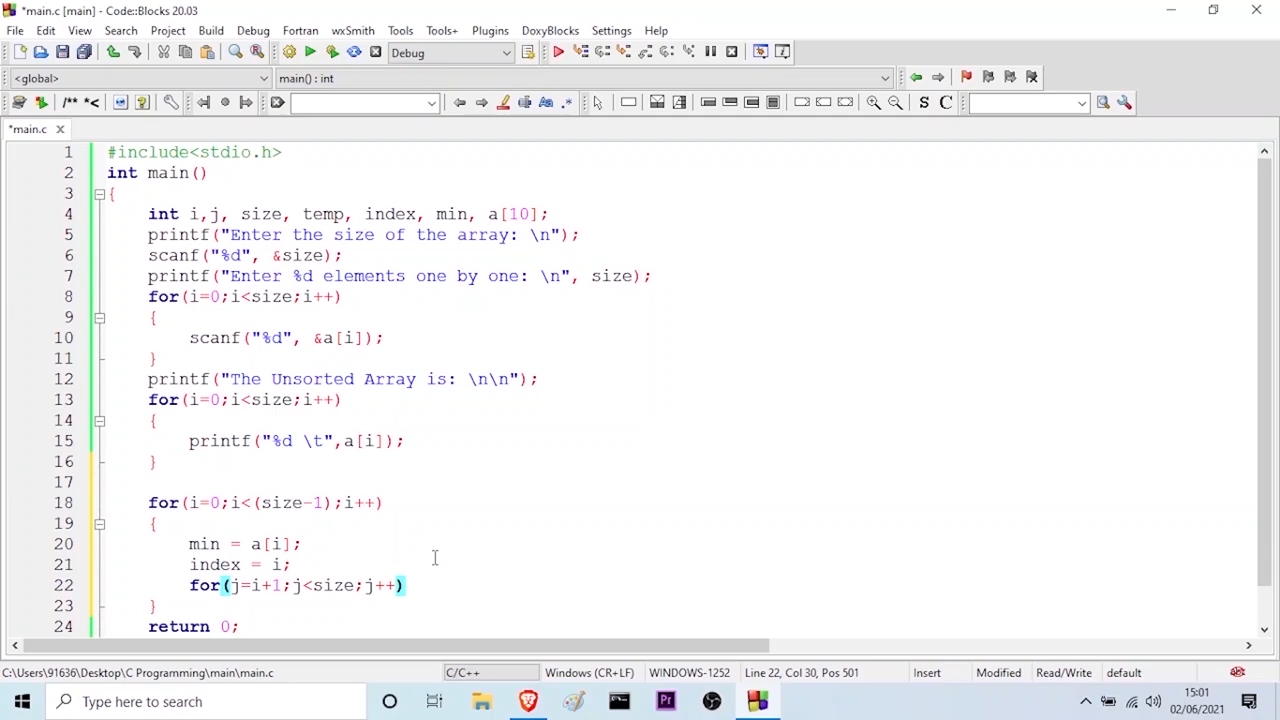 *main.c [main] - Code::Blocks 20.03
File Edit View Search Project Build Debug Fortran wxSmith Tools Tools+ Plugins DoxyBlocks Settings Help
Debug
<global> main() : int
/** *< S C
*main.c
1 #include<stdio.h>
2 int main()
3 {
4 int i,j, size, temp, index, min, a[10];
5 printf("Enter the size of the array: \n");
6 scanf("%d", &size);
7 printf("Enter %d elements one by one: \n", size);
8 for(i=0;i<size;i++)
9 {
10 scanf("%d", &a[i]);
11 }
12 printf("The Unsorted Array is: \n\n");
13 for(i=0;i<size;i++)
14 {
15 printf("%d \t",a[i]);
16 }
17
18 for(i=0;i<(size-1);i++)
19 {
20 min = a[i];
21 index = i;
22 for(j=i+1;j<size;j++)
23 }
24 return 0;
C:\Users\91636\Desktop\C Programming\main\main.c C/C++ Windows (CR+LF) WINDOWS-1252 Line 22, Col 30, Pos 501 Insert Modified Read/Write default
Type here to search Pr 15:01
02/06/2021